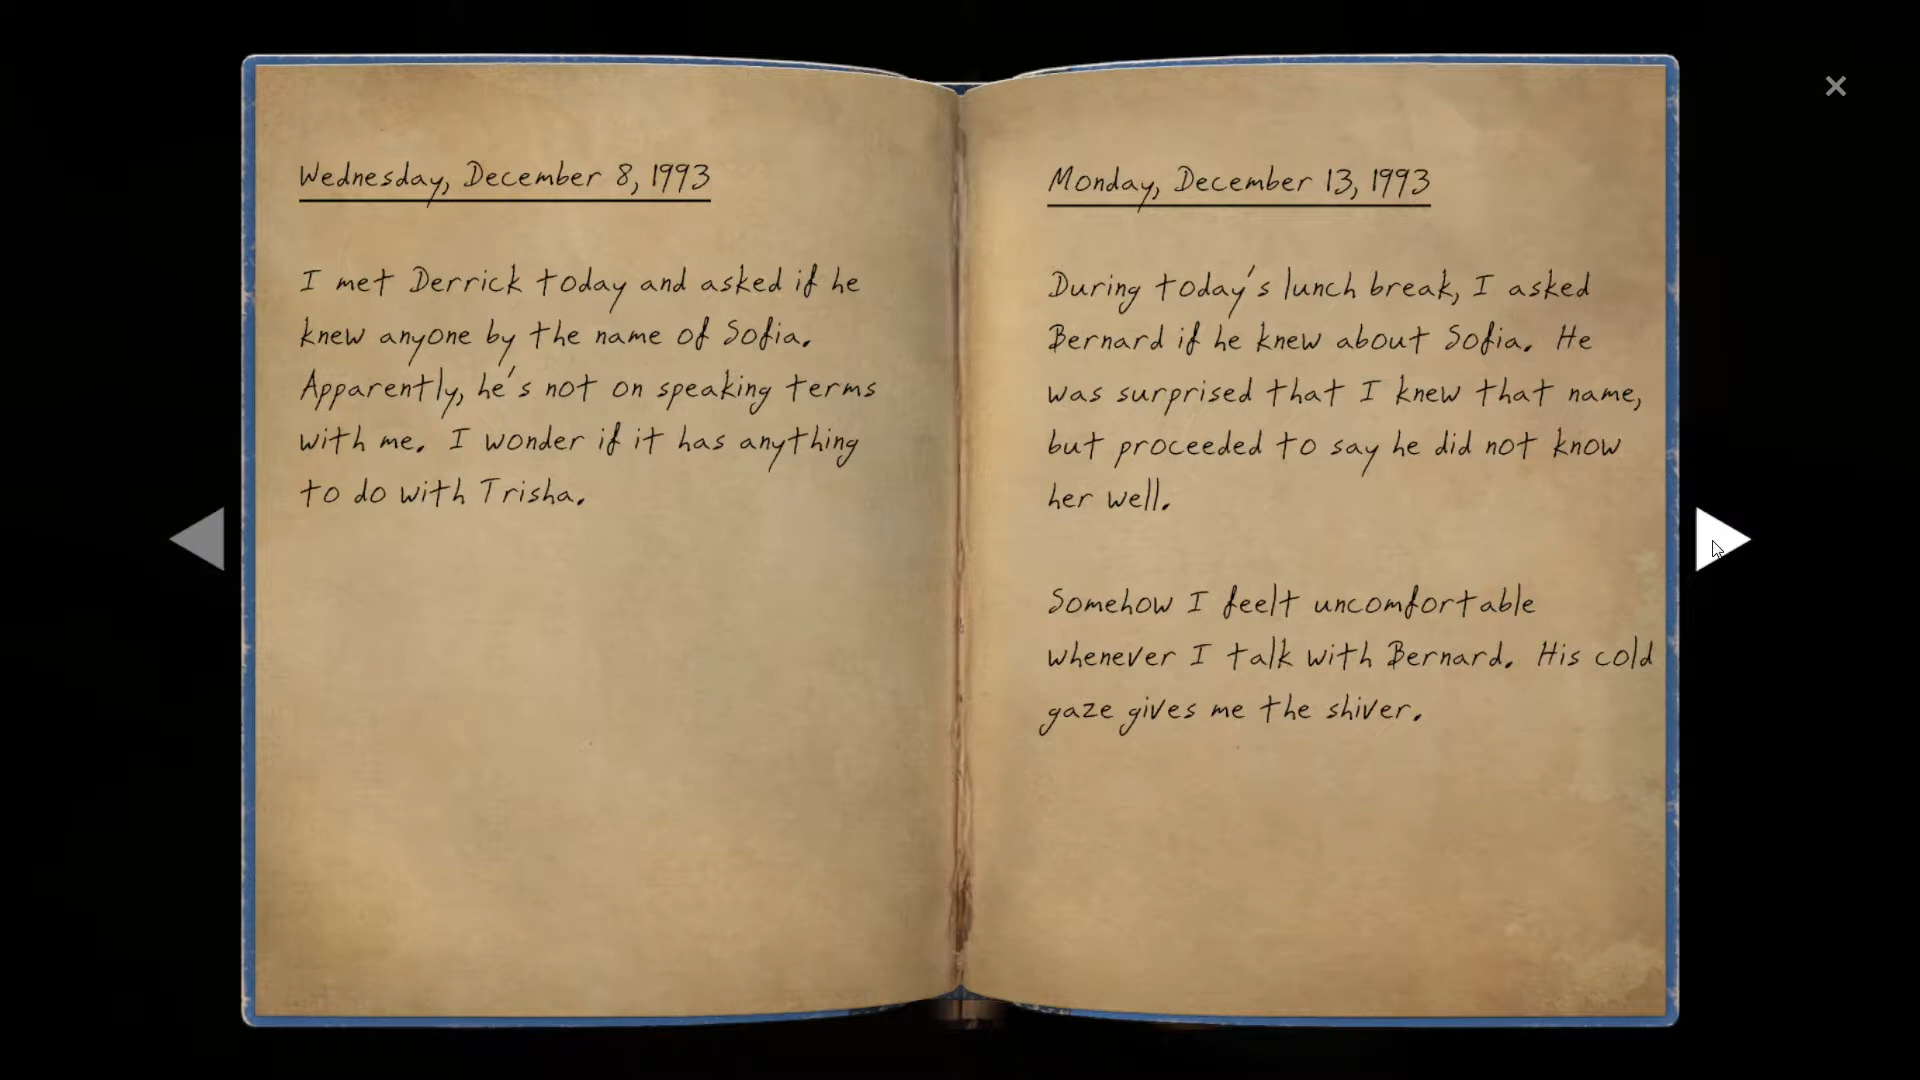 Wednesday, December 8, 1993
I met Derrick today and asked if he
knew anyone by the name of Sofia.
Apparently, he's not on speaking terms
with me. I wonder if it has anything
to do with Trisha.
Monday, December 13, 1993
During today's lunch break, I asked
Bernard if he knew about Sofia. He
was surprised that I knew that name,
but proceeded to say he did not know
her well.
Somehow I feelt uncomfortable
whenever I talk with Bernard. His cold
gaze gives me the shiver.